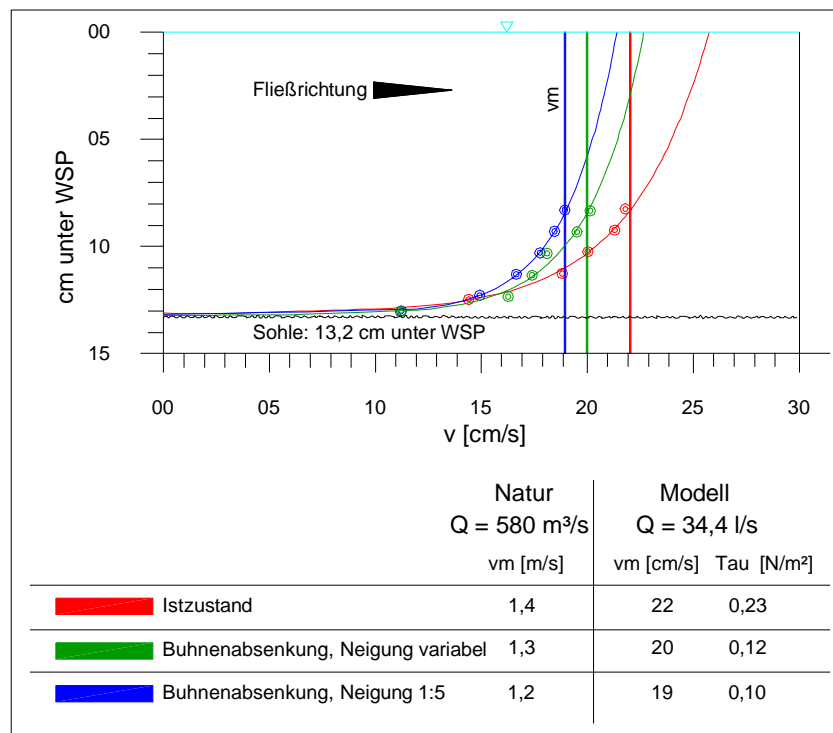 00
Fließrichtung
vm
05
10
Sohle: 13,2 cm unter WSP
15
cm unter WSP
00 05 10 15 20 25 30
v [cm/s]
Natur Modell
Q = 580 m³/s Q = 34,4 l/s
vm [m/s] vm [cm/s] Tau [N/m²]
Istzustand 1,4 22 0,23
Buhnenabsenkung, Neigung variabel 1,3 20 0,12
Buhnenabsenkung, Neigung 1:5 1,2 19 0,10